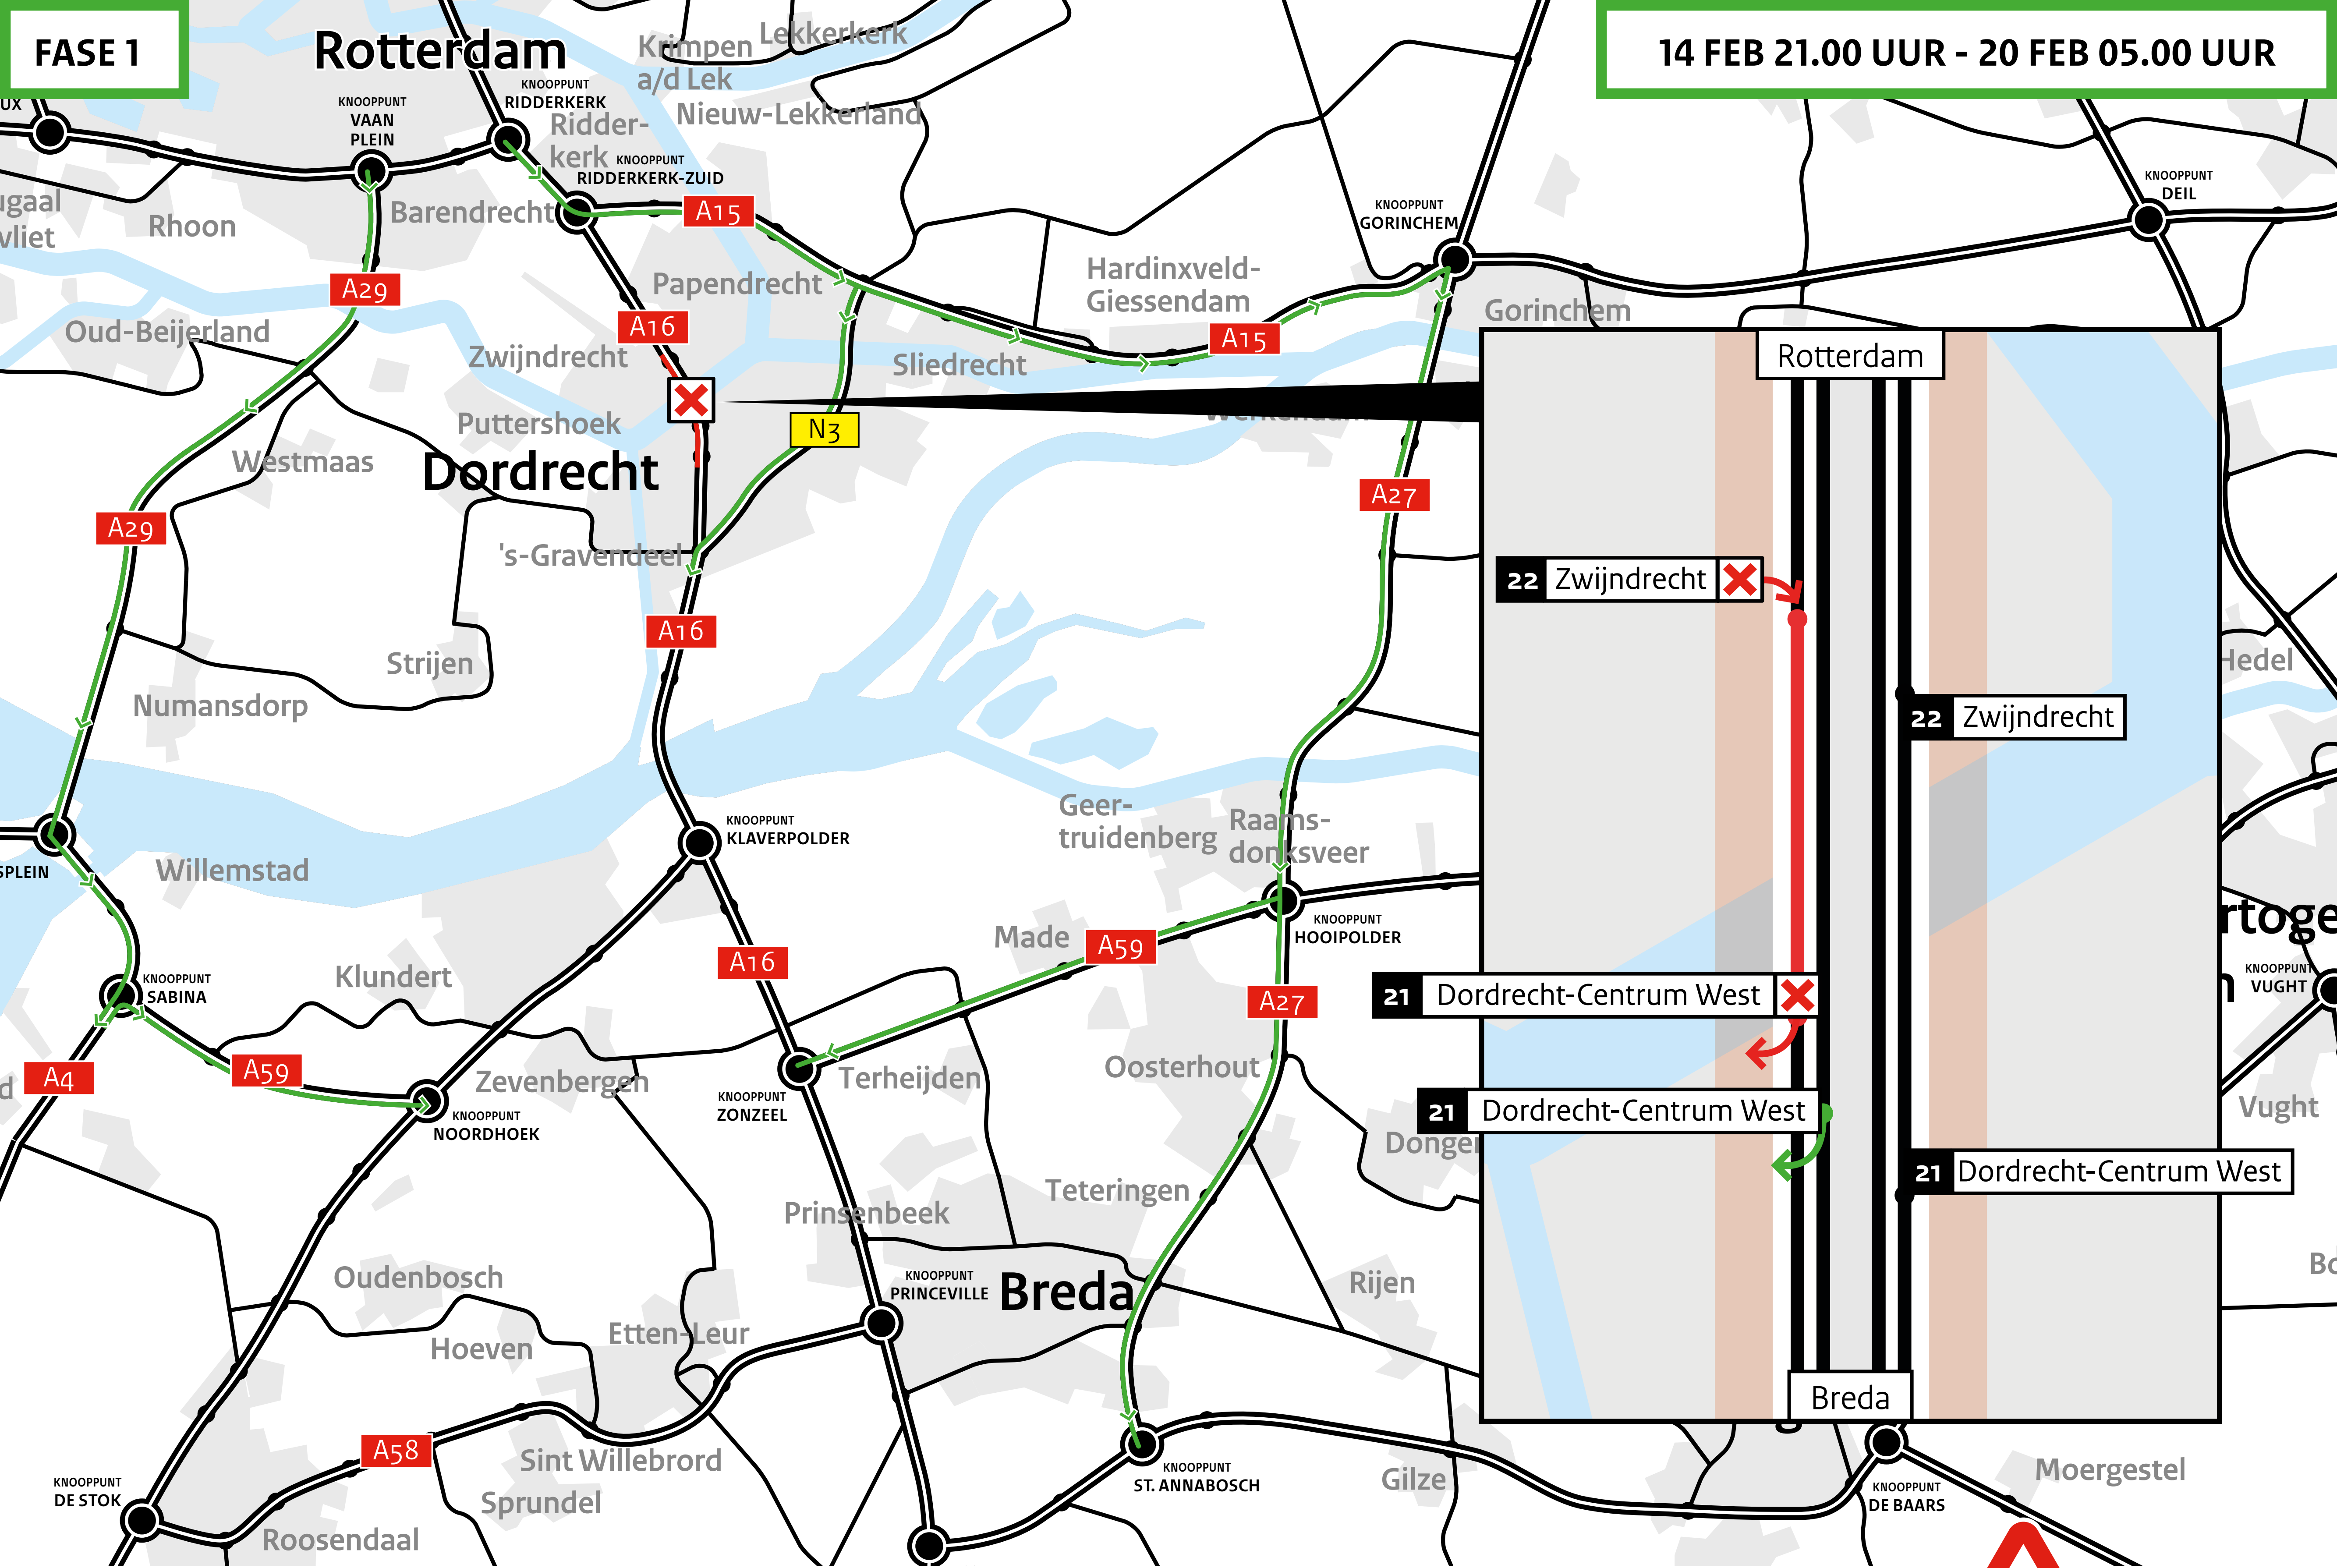 FASE 1
14 FEB 21.00 UUR - 20 FEB 05.00 UUR
Rotterdam
Krimpen
a/d Lek
Lekkerkerk
Nieuw-Lekkerland
UX
KNOOPPUNT
VAAN
PLEIN
KNOOPPUNT
RIDDERKERK
Ridder-
kerk
KNOOPPUNT
RIDDERKERK-ZUID
KNOOPPUNT
DEIL
Rhoon
Barendrecht
A15
KNOOPPUNT
GORINCHEM
vliet
A29
Papendrecht
Hardinxveld-
Giessendam
Gorinchem
Oud-Beijerland
A16
Zwijndrecht
A15
Sliedrecht
Rotterdam
Puttershoek
N3
Westmaas
Dordrecht
A27
A29
's-Gravendeel
22 Zwijndrecht
A16
Strijen
Hedel
Numansdorp
22 Zwijndrecht
KNOOPPUNT
KLAVERPOLDER
Geer-
truidenberg
Raams-
donksveer
SPLEIN
Willemstad
KNOOPPUNT
HOOIPOLDER
Made
A59
rtoge
A16
Klundert
KNOOPPUNT
SABINA
21 Dordrecht-Centrum West
KNOOPPUNT
VUGHT
n
A27
A4
A59
Zevenbergen
Terheijden
Oosterhout
KNOOPPUNT
ZONZEEL
KNOOPPUNT
NOORDHOEK
21 Dordrecht-Centrum West
Vught
d
Dongen
21 Dordrecht-Centrum West
Teteringen
Prinsenbeek
Oudenbosch
KNOOPPUNT
PRINCEVILLE
Breda
Rijen
Bo
Etten-Leur
Hoeven
Breda
A58
Sint Willebrord
KNOOPPUNT
ST. ANNABOSCH
Gilze
Moergestel
KNOOPPUNT
DE STOK
Sprundel
KNOOPPUNT
DE BAARS
Roosendaal